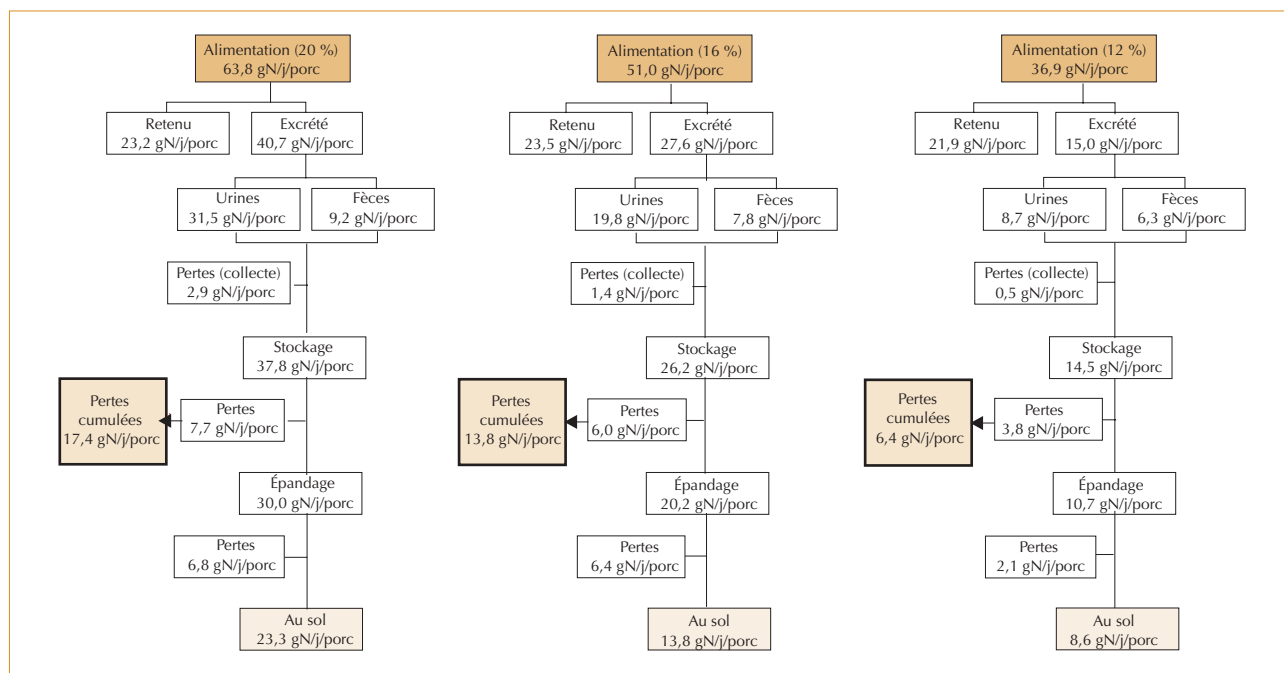 Alimentation (20 %)
63,8 gN/j/porc
Retenu
23,2 gN/j/porc
Excrété
40,7 gN/j/porc
Urines
31,5 gN/j/porc
Fèces
9,2 gN/j/porc
Pertes (collecte)
2,9 gN/j/porc
Stockage
37,8 gN/j/porc
Pertes
cumulées
17,4 gN/j/porc
Pertes
7,7 gN/j/porc
Épandage
30,0 gN/j/porc
Pertes
6,8 gN/j/porc
Au sol
23,3 gN/j/porc
Alimentation (16 %)
51,0 gN/j/porc
Retenu
23,5 gN/j/porc
Excrété
27,6 gN/j/porc
Urines
19,8 gN/j/porc
Fèces
7,8 gN/j/porc
Pertes (collecte)
1,4 gN/j/porc
Stockage
26,2 gN/j/porc
Pertes
cumulées
13,8 gN/j/porc
Pertes
6,0 gN/j/porc
Épandage
20,2 gN/j/porc
Pertes
6,4 gN/j/porc
Au sol
13,8 gN/j/porc
Alimentation (12 %)
36,9 gN/j/porc
Retenu
21,9 gN/j/porc
Excrété
15,0 gN/j/porc
Urines
8,7 gN/j/porc
Fèces
6,3 gN/j/porc
Pertes (collecte)
0,5 gN/j/porc
Stockage
14,5 gN/j/porc
Pertes
cumulées
6,4 gN/j/porc
Pertes
3,8 gN/j/porc
Épandage
10,7 gN/j/porc
Pertes
2,1 gN/j/porc
Au sol
8,6 gN/j/porc